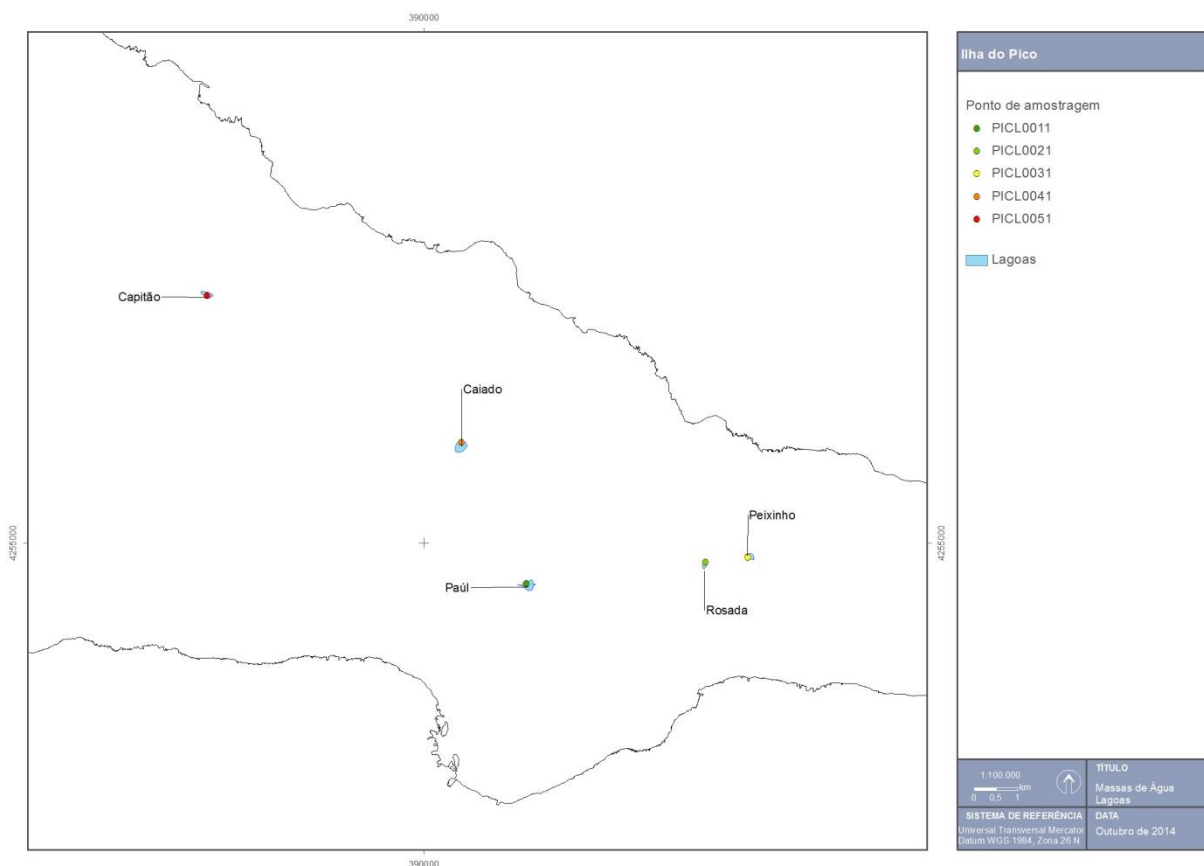 390000
Ilha do Pico
Ponto de amostragem
PICL0011
PICL0021
PICL0031
PICL0041
PICL0051
Lagoas
Capitão
Caiado
Peixinho
4255000
4255000
Paúl
Rosada
1:100.000
km
0 0,5 1
TÍTULO
Massas de Água
Lagoas
SISTEMA DE REFERÊNCIA
Universal Transversal Mercator
Datum WGS 1984, Zona 26 N
DATA
Outubro de 2014
390000